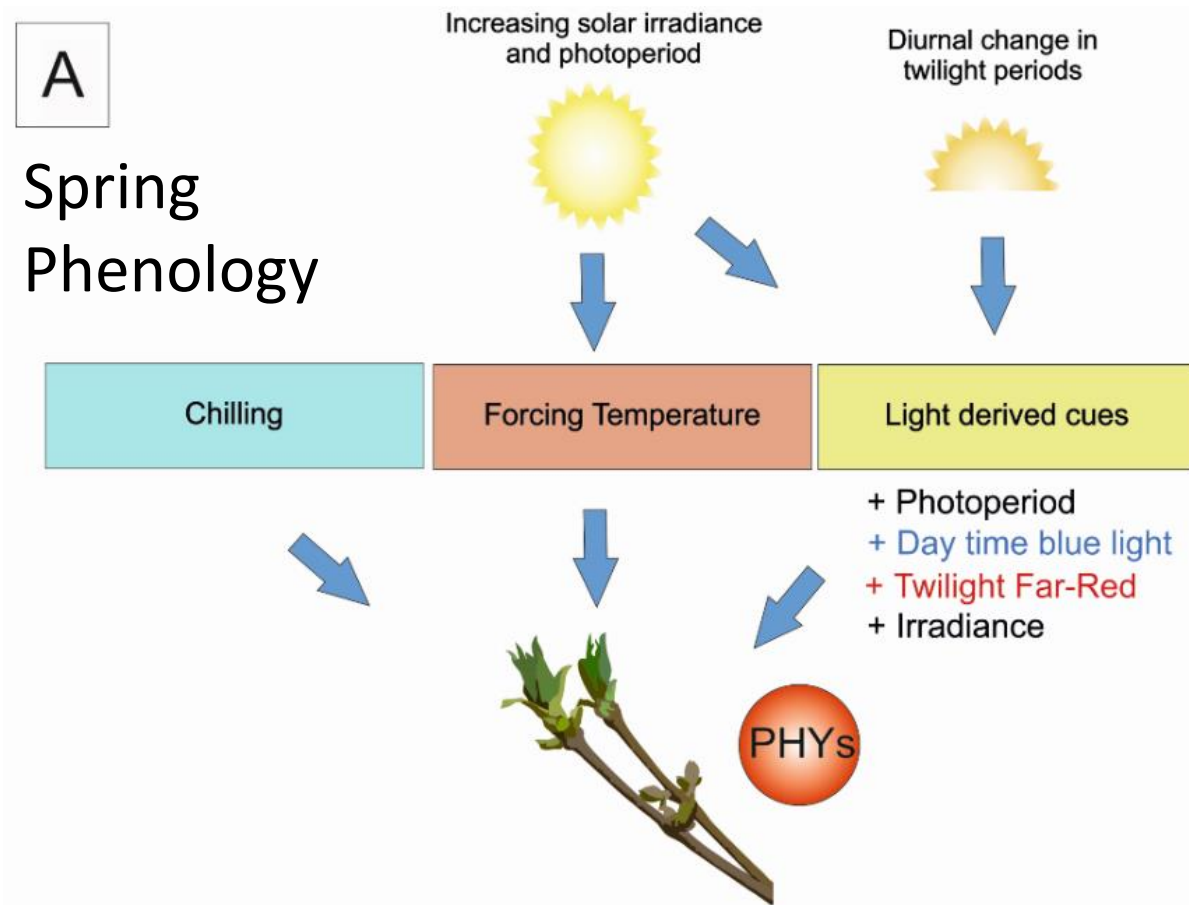 A
Spring
Phenology
Increasing solar irradiance
and photoperiod
Diurnal change in
twilight periods
Chilling
Forcing Temperature
Light derived cues
+ Photoperiod
+ Day time blue light
+ Twilight Far-Red
+ Irradiance
PHYs